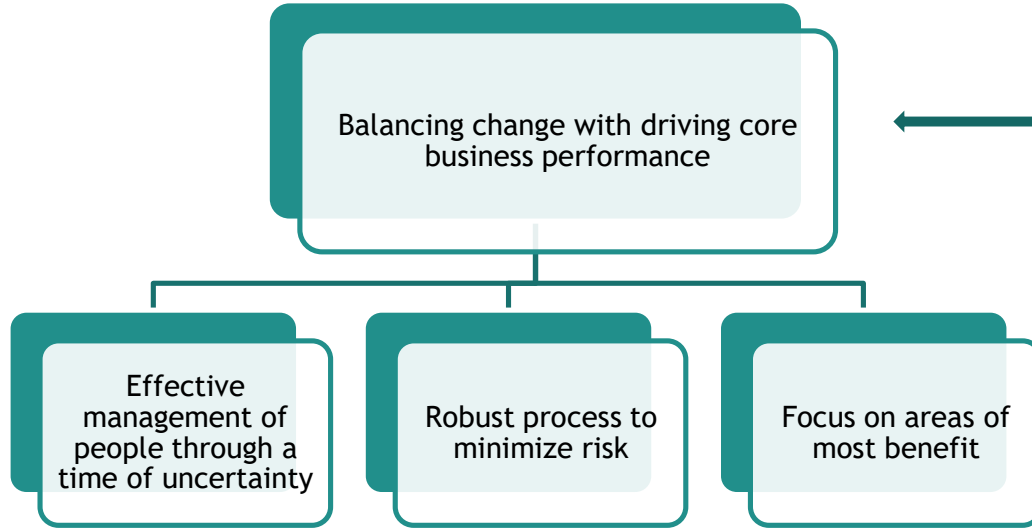 Balancing change with driving core
business performance
Effective
management of
people through a
time of uncertainty
Robust process to
minimize risk
Focus on areas of
most benefit